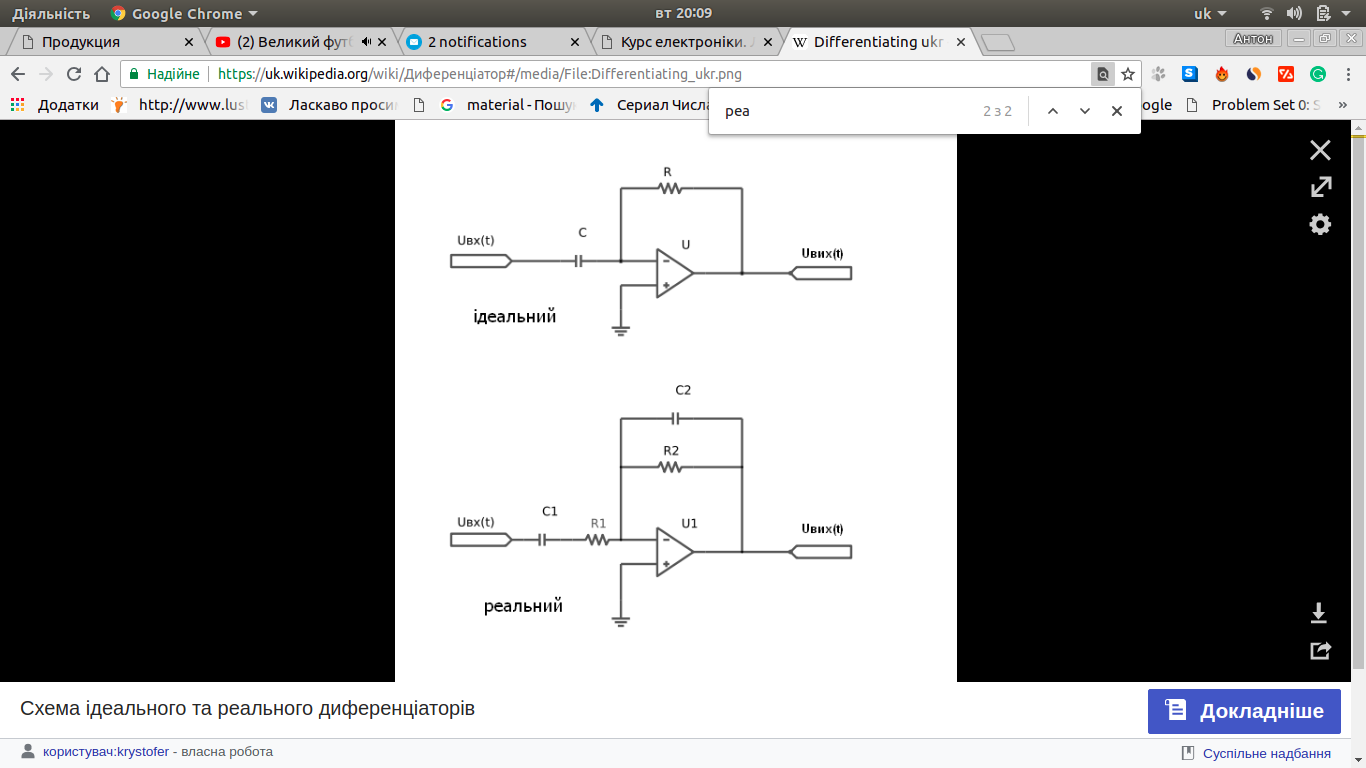 Діяльність Google Chrome вт 20:09 uk
Продукция (2) Великий фут 2 notifications Курс електроніки. Differentiating ukr Антон
Надійне https://uk.wikipedia.org/wiki/Диференціатор#/media/File:Differentiating_ukr.png
Додатки http://www.lus Ласкаво проси material - Пошу Сериал Числа ogle Problem Set 0: S »
реа 2 з 2
R
C
Uвх(t)
U
Uвих(t)
ідеальний
C2
R2
C1
R1
Uвх(t)
U1
Uвих(t)
реальний
Схема ідеального та реального диференціаторів
Докладніше
користувач:krystofer - власна робота
Суспільне надбання